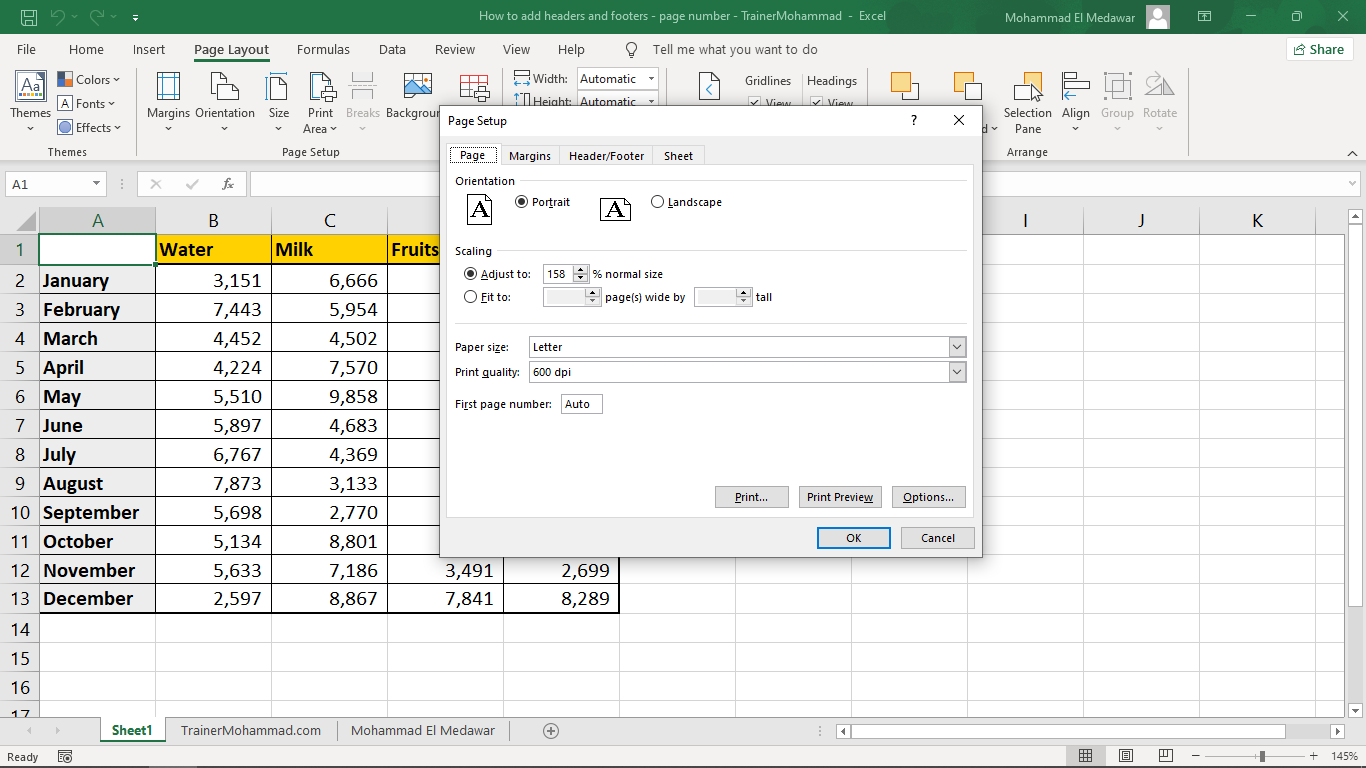 How to add headers and footers - page number - TrainerMohammad - Excel
Mohammad El Medawar
File Home Insert Page Layout Formulas Data Review View Help Tell me what you want to do Share
Themes Colors Fonts Effects Margins Orientation Size Print Area Breaks Background Width: Automatic Height: Automatic Gridlines View Headings View Selection Pane Align Group Rotate
Themes Page Setup Arrange
A1 fx
Page Setup ? 
Page Margins Header/Footer Sheet
Orientation
A Portrait A Landscape
Scaling
Adjust to: 158 % normal size
Fit to: page(s) wide by tall
Paper size: Letter
Print quality: 600 dpi
First page number: Auto
Print... Print Preview Options...
OK Cancel
A B C I J K
1 Water Milk Fruits
2 January 3,151 6,666
3 February 7,443 5,954
4 March 4,452 4,502
5 April 4,224 7,570
6 May 5,510 9,858
7 June 5,897 4,683
8 July 6,767 4,369
9 August 7,873 3,133
10 September 5,698 2,770
11 October 5,134 8,801
12 November 5,633 7,186 3,491 2,699
13 December 2,597 8,867 7,841 8,289
14
15
16
17
Sheet1 TrainerMohammad.com Mohammad El Medawar
Ready 145%